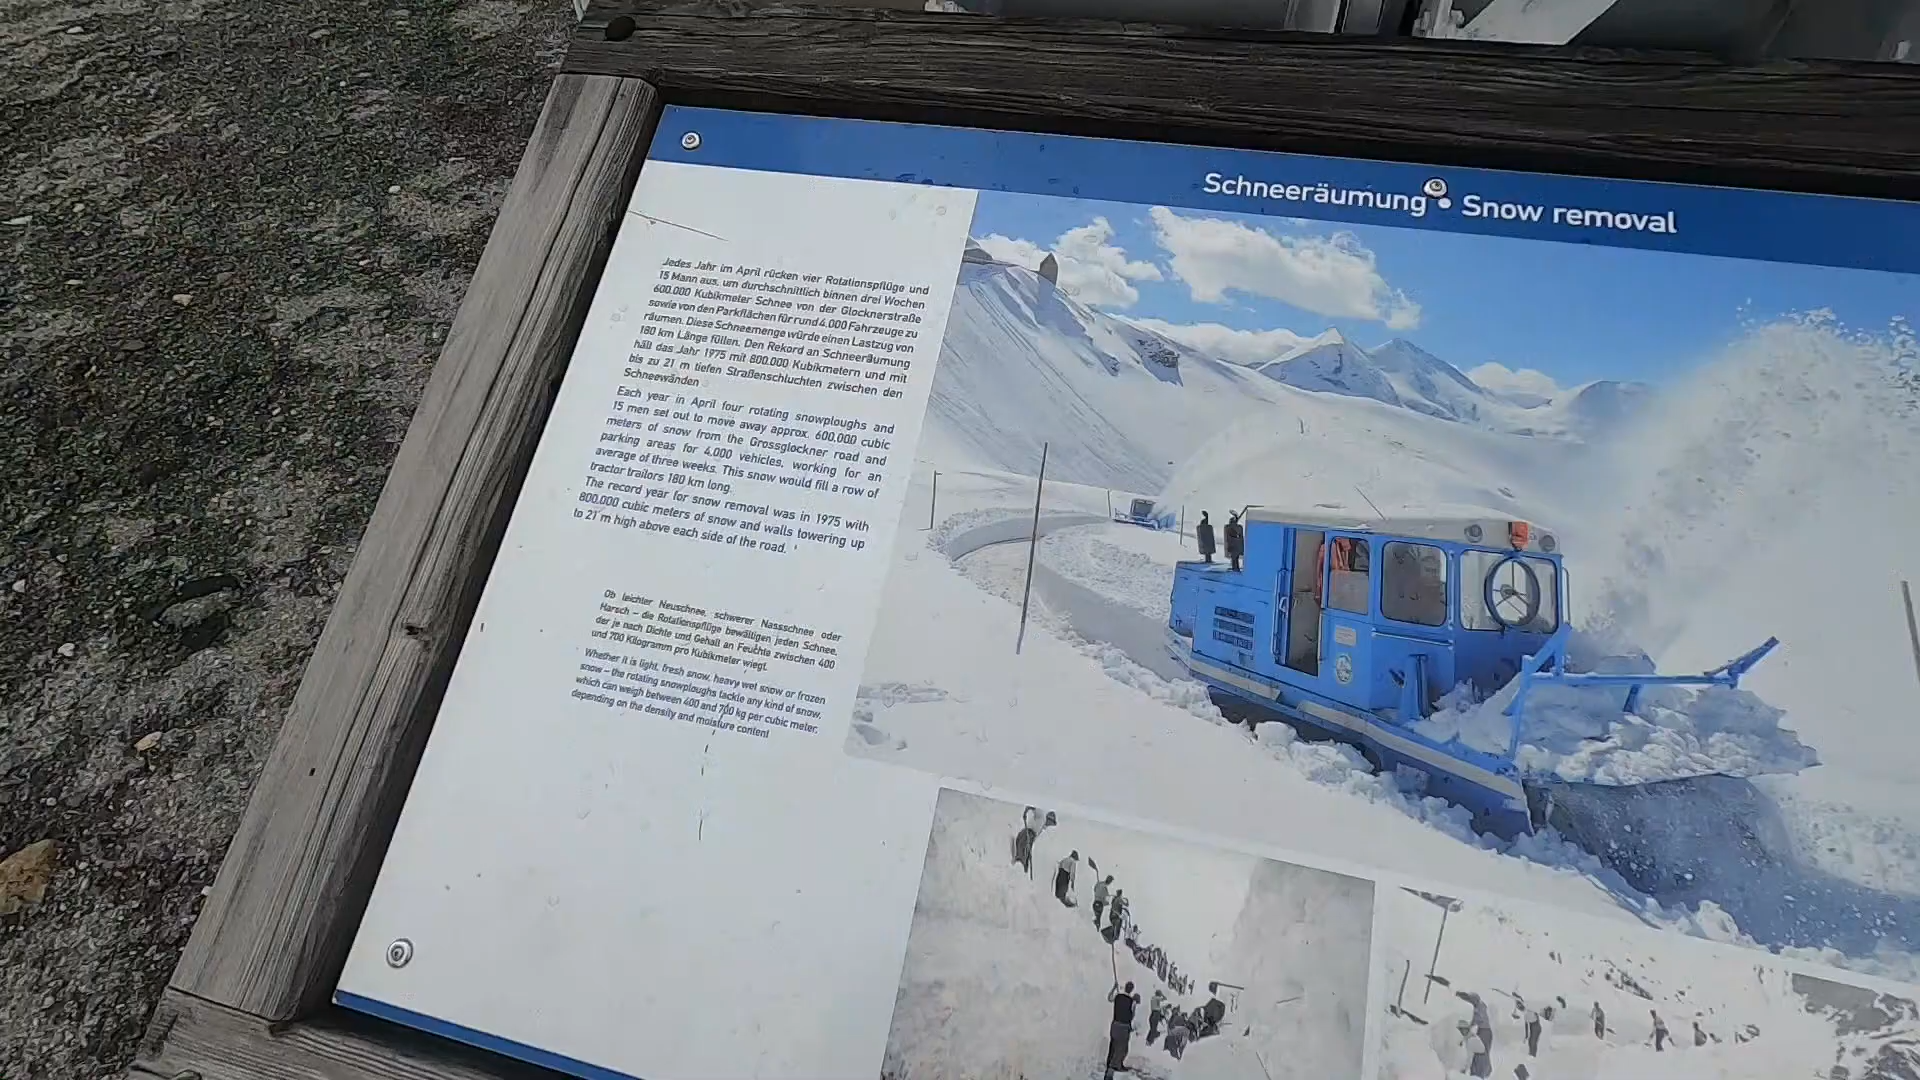 Schneeräumung • Snow removal
Jedes Jahr im April rücken vier Rotationspflüge und
15 Mann aus, um durchschnittlich binnen drei Wochen
600.000 Kubikmeter Schnee von der Glocknerstraße
sowie von den Parkflächen für rund 4.000 Fahrzeuge zu
räumen. Diese Schneemenge würde einen Lastzug von
180 km Länge füllen. Den Rekord an Schneeräumung
hält das Jahr 1975 mit 800.000 Kubikmetern und mit
bis zu 21 m tiefen Straßenschluchten zwischen den
Schneewänden
Each year in April four rotating snowploughs and
15 men set out to move away approx. 600.000 cubic
meters of snow from the Grossglockner road and
parking areas for 4.000 vehicles, working for an
average of three weeks. This snow would fill a row of
tractor trailors 180 km long.
The record year for snow removal was in 1975 with
800.000 cubic meters of snow and walls towering up
to 21 m high above each side of the road.
Ob leichter Neuschnee, schwerer Nassschnee oder
Harsch – die Rotationspflüge bewältigen jeden Schnee,
der je nach Dichte und Gehalt an Feuchte zwischen 400
und 700 Kilogramm pro Kubikmeter wiegt.
Whether it is light, fresh snow, heavy wet snow or frozen
snow – the rotating snowploughs tackle any kind of snow,
which can weigh between 400 and 700 kg per cubic meter,
depending on the density and moisture content